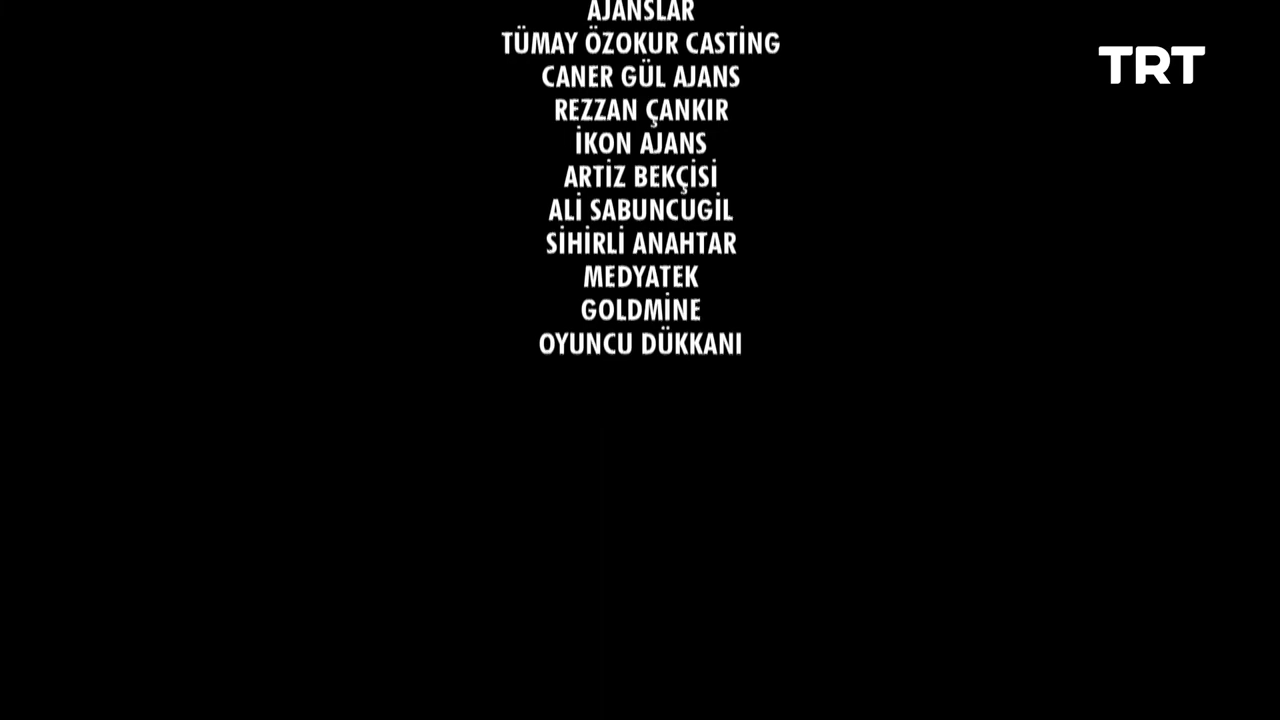 AJANSLAR
TÜMAY ÖZOKUR CASTİNG
CANER GÜL AJANS
REZZAN ÇANKIR
İKON AJANS
ARTİZ BEKÇİSİ
ALİ SABUNCUGİL
SİHİRLİ ANAHTAR
MEDYATEK
GOLDMİNE
OYUNCU DÜKKANI
TRT